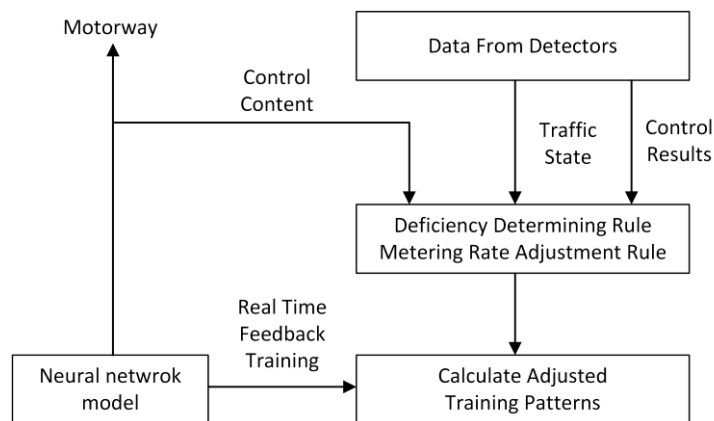 Motorway
Data From Detectors
Control
Content
Traffic
State
Control
Results
Deficiency Determining Rule
Metering Rate Adjustment Rule
Real Time
Feedback
Training
Neural netwrok
model
Calculate Adjusted
Training Patterns